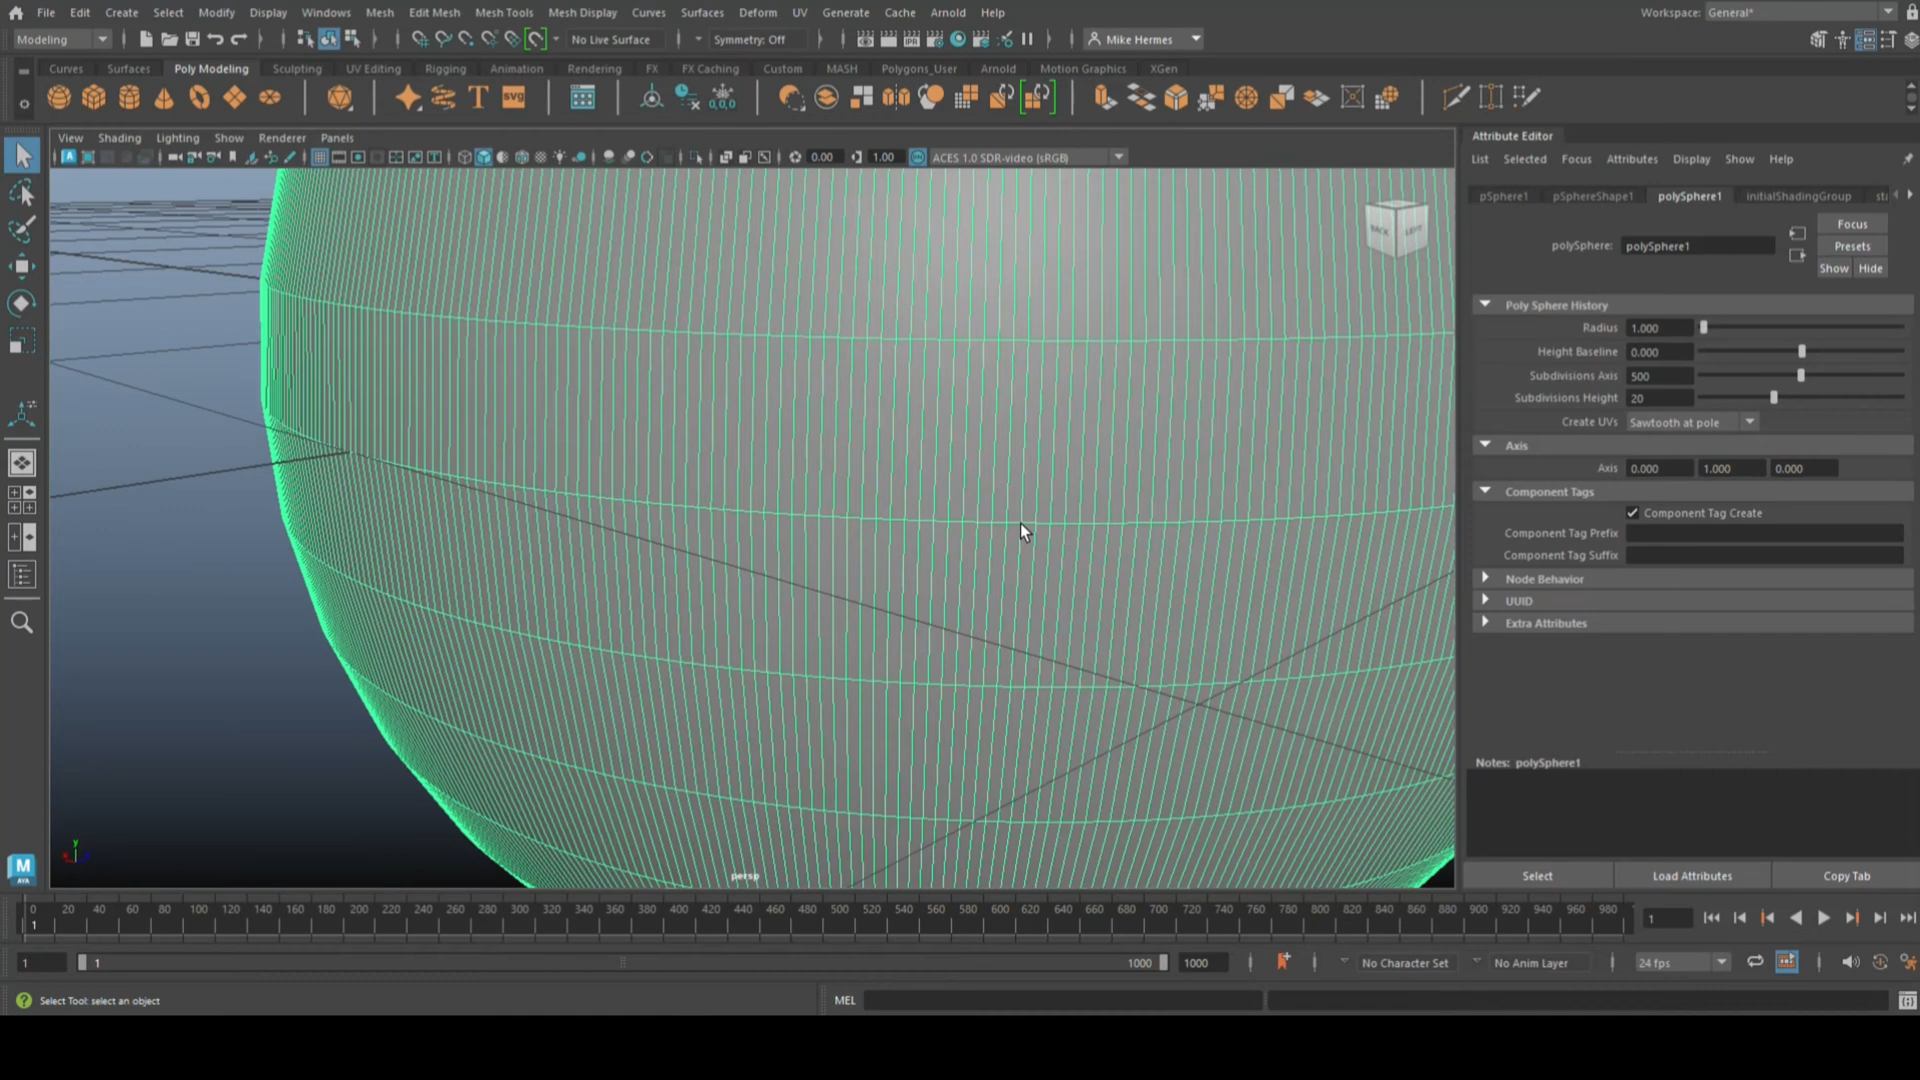 File Edit Create Select Modify Display Windows Mesh Edit Mesh Mesh Tools Mesh Display Curves Surfaces Deform UV Generate Cache Arnold Help Workspace: General*
Modeling No Live Surface Symmetry: Off IPR Mike Hermes
Curves Surfaces Poly Modeling Sculpting UV Editing Rigging Animation Rendering FX FX Caching Custom MASH Polygons_User Arnold Motion Graphics XGen
T SVG 0,0,0
View Shading Lighting Show Renderer Panels
0.00 1.00 ACES 1.0 SDR-video (sRGB)
BACK LEFT
Attribute Editor
List Selected Focus Attributes Display Show Help
pSphere1 pSphereShape1 polySphere1 initialShadingGroup
Focus
polySphere: polySphere1 Presets
Show Hide
Poly Sphere History
Radius 1.000
Height Baseline 0.000
Subdivisions Axis 500
Subdivisions Height 20
Create UVs Sawtooth at pole
Axis
Axis 0.000 1.000 0.000
Component Tags
Component Tag Create
Component Tag Prefix
Component Tag Suffix
Node Behavior
UUID
Extra Attributes
Notes: polySphere1
Select Load Attributes Copy Tab
y
persp
M
AYA
0 20 40 60 80 100 120 140 160 180 200 220 240 260 280 300 320 340 360 380 400 420 440 460 480 500 520 540 560 580 600 620 640 660 680 700 720 740 760 780 800 820 840 860 880 900 920 940 960 980
1 1
1 1 1000 1000 No Character Set No Anim Layer 24 fps
Select Tool: select an object MEL